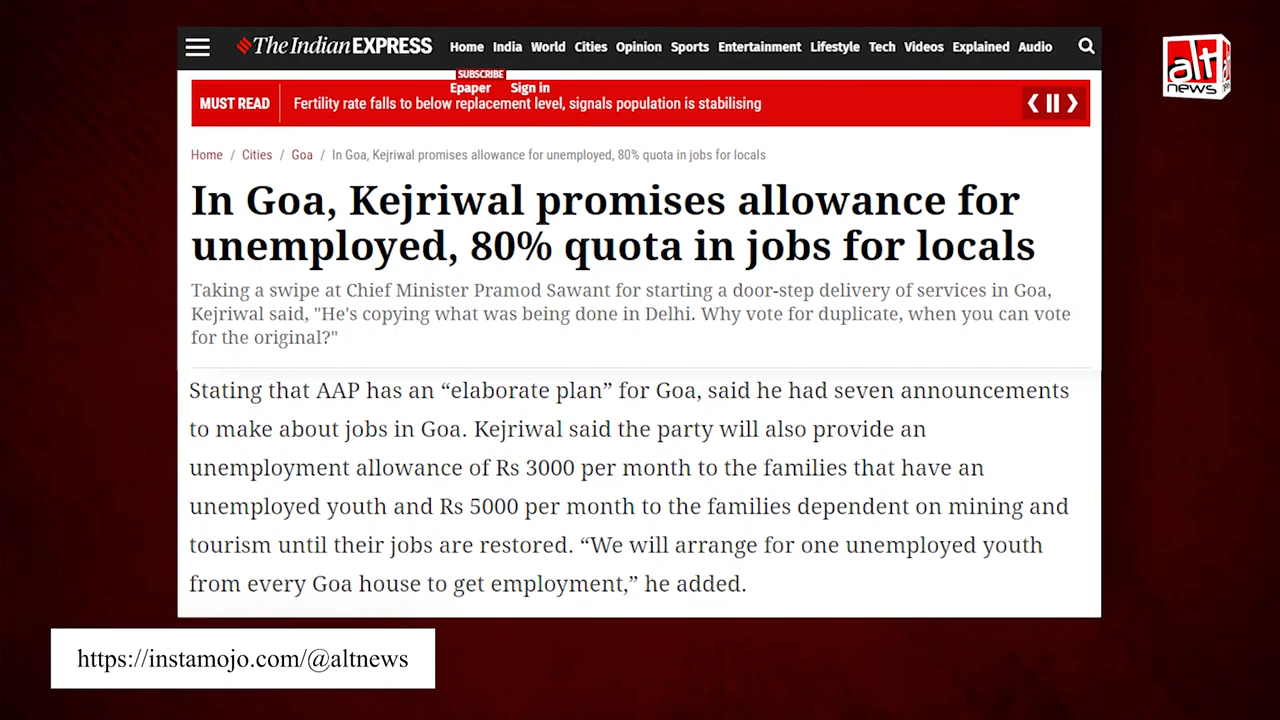 The Indian EXPRESS
Home India World Cities Opinion Sports Entertainment Lifestyle Tech Videos Explained Audio
SUBSCRIBE
Epaper Sign in
MUST READ Fertility rate falls to below replacement level, signals population is stabilising
Home / Cities / Goa / In Goa, Kejriwal promises allowance for unemployed, 80% quota in jobs for locals
In Goa, Kejriwal promises allowance for
unemployed, 80% quota in jobs for locals
Taking a swipe at Chief Minister Pramod Sawant for starting a door-step delivery of services in Goa,
Kejriwal said, "He's copying what was being done in Delhi. Why vote for duplicate, when you can vote
for the original?"
Stating that AAP has an “elaborate plan” for Goa, said he had seven announcements
to make about jobs in Goa. Kejriwal said the party will also provide an
unemployment allowance of Rs 3000 per month to the families that have an
unemployed youth and Rs 5000 per month to the families dependent on mining and
tourism until their jobs are restored. “We will arrange for one unemployed youth
from every Goa house to get employment,” he added.
https://instamojo.com/@altnews
alt
news